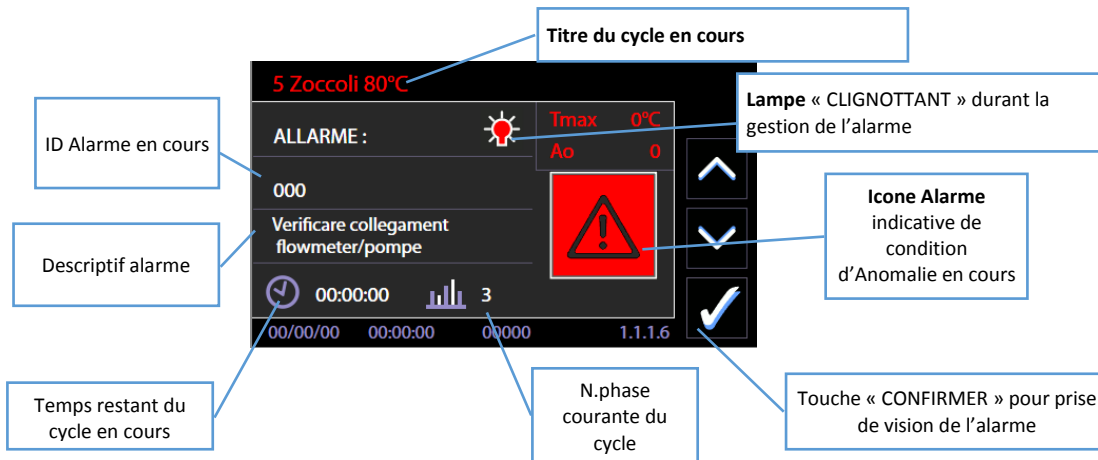 Titre du cycle en cours
5 Zoccoli 80°C
Lampe « CLIGNOTTANT » durant la
gestion de l’alarme
ID Alarme en cours
ALLARME :
Tmax 0°C
Ao 0
000
Icone Alarme
indicative de
condition
d’Anomalie en cours
Verificare collegament
flowmeter/pompe
Descriptif alarme
00:00:00 3
00/00/00 00:00:00 00000 1.1.1.6
Temps restant du
cycle en cours
N.phase
courante du
cycle
Touche « CONFIRMER » pour prise
de vision de l’alarme